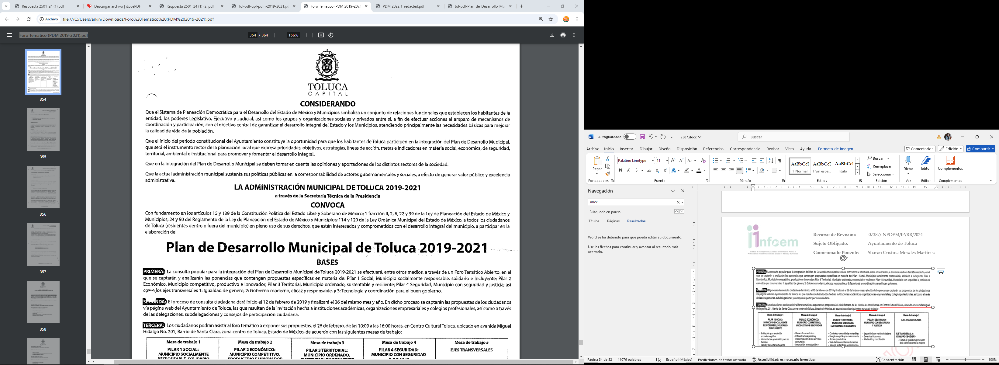 Respuesta 2501_24 (1).pdf
Descargar archivo | iLovePDF
Respuesta 2501_24 (1) (2).pdf
Tol-pdf-upl-pdm-2019-2021.pd
Foro Tematico (PDM 2019-2021
PDM 2022 1_redacted.pdf
tol-pdf-Plan_de_Desarrollo_Mu
Archivo
file:///C:/Users/arkin/Downloads/Foro%20Tematico%20(PDM%202019-2021).pdf
Foro Tematico (PDM 2019-2021).pdf
354 / 364
156%
354
355
356
357
358
TOLUCA
CAPITAL
CONSIDERANDO
Que el Sistema de Planeación Democrática para el Desarrollo del Estado de México y Municipios simboliza un conjunto de relaciones funcionales que establecen los habitantes de la
entidad, los poderes Legislativo, Ejecutivo y Judicial, así como los grupos y organizaciones sociales y privados entre sí, a fin de efectuar acciones al amparo de mecanismos de
coordinación y participación, con el objetivo central de garantizar el desarrollo integral del Estado y los Municipios, atendiendo principalmente las necesidades básicas para mejorar
la calidad de vida de la población.
Que el inicio del periodo constitucional del Ayuntamiento constituye la oportunidad para que los habitantes de Toluca participen en la integración del Plan de Desarrollo Municipal,
que será el instrumento rector de la planeación local que expresa prioridades, objetivos, estrategias, líneas de acción, metas e indicadores en materia social, económica, de seguridad,
territorial, ambiental e institucional para promover y fomentar el desarrollo integral.
Que en la integración del Plan de Desarrollo Municipal se deben tomar en cuenta las opiniones y aportaciones de los distintos sectores de la sociedad.
Que la actual administración municipal sustenta sus políticas públicas en la corresponsabilidad de actores gubernamentales y sociales, a efecto de generar valor público y excelencia
administrativa.
LA ADMINISTRACIÓN MUNICIPAL DE TOLUCA 2019-2021
a través de la Secretaría Técnica de la Presidencia
CONVOCA
Con fundamento en los artículos 15 y 139 de la Constitución Política del Estado Libre y Soberano de México; 1 fracción II, 2, 6, 22 y 39 de la Ley de Planeación del Estado de México y
Municipios; 24 y 50 del Reglamento de la Ley de Planeación del Estado de México y Municipios; 114 y 120 de la Ley Orgánica Municipal del Estado de México, a todos los ciudadanos
de Toluca (residentes dentro o fuera del municipio) en pleno uso de sus derechos, que estén interesados y comprometidos con el desarrollo integral del municipio, a participar en la
elaboración del
Plan de Desarrollo Municipal de Toluca 2019-2021
BASES
PRIMERA: La consulta popular para la integración del Plan de Desarrollo Municipal de Toluca 2019-2021 se efectuará, entre otros medios, a través de un Foro Temático Abierto, en el
que se captarán y analizarán las ponencias que contengan propuestas específicas en materia de: Pilar 1 Social, Municipio socialmente responsable, solidario e incluyente; Pilar 2
Económico, Municipio competitivo, productivo e innovador; Pilar 3 Territorial, Municipio ordenado, sustentable y resiliente; Pilar 4 Seguridad, Municipio con seguridad y justicia; así
como los ejes transversales 1: Igualdad de género, 2: Gobierno moderno, eficaz y responsable, y 3: Tecnología y coordinación para el buen gobierno.
SEGUNDA: El proceso de consulta ciudadana dará inicio el 12 de febrero de 2019 y finalizará el 26 del mismo mes y año. En dicho proceso se captarán las propuestas de los ciudadanos
vía página web del Ayuntamiento de Toluca, las que resulten de la invitación hecha a instituciones académicas, organizaciones empresariales y colegios profesionales, así como a través
de las delegaciones, subdelegaciones y consejos de participación ciudadana.
TERCERA: Los ciudadanos podrán asistir al foro temático a exponer sus propuestas, el 26 de febrero, de las 10:00 a las 16:00 horas, en Centro Cultural Toluca, ubicado en avenida Miguel
Hidalgo No. 201, Barrio de Santa Clara, zona centro de Toluca, Estado de México, de acuerdo con las siguientes mesas de trabajo:
Mesa de trabajo 1 Mesa de trabajo 2 Mesa de trabajo 3 Mesa de trabajo 4 Mesa de trabajo 5
PILAR 1 SOCIAL: PILAR 2 ECONÓMICO: PILAR 3 TERRITORIAL: PILAR 4 SEGURIDAD: EJES TRANSVERSALES
MUNICIPIO SOCIALMENTE MUNICIPIO COMPETITIVO, MUNICIPIO ORDENADO, MUNICIPIO CON SEGURIDAD
RESPONSABLE, SOLIDARIO PRODUCTIVO E INNOVADOR SUSTENTABLE Y RESILIENTE Y JUSTICIA
Autoguardado
7387.docx
Buscar
Archivo Inicio Insertar Dibujar Diseño Disposición Referencias Correspondencia Revisar Vista Ayuda Formato de imagen
Comentarios Edición Compartir
Pegar
Palatino Linotype 11
N K S ab
AaBbCcI AaBbCcI AaBbCc
¶ Normal ¶ Sin espa... Título 1
Buscar
Reemplazar
Seleccionar
Dictar
Editor
Complementos
Portapapeles Fuente Párrafo Estilos Edición Voz Editor Complementos
Navegación
anex
Búsqueda en pausa
Títulos Páginas Resultados
Word se ha detenido para que pueda editar su documento.
Use las flechas para continuar y avanzar al resultado más
acertado.
infoem
Instituto de Transparencia, Acceso a la Información Pública y
Protección de Datos Personales del Estado de México y Municipios
Recurso de Revisión: 07387/INFOEM/IP/RR/2024
Sujeto Obligado: Ayuntamiento de Toluca
Comisionado Ponente: Sharon Cristina Morales Martínez
PRIMERA: La consulta popular para la integración del Plan de Desarrollo Municipal de Toluca 2019-2021 se efectuará, entre otros medios, a través de un Foro Temático Abierto, en el
que se captarán y analizarán las ponencias que contengan propuestas específicas en materia de: Pilar 1 Social, Municipio socialmente responsable, solidario e incluyente; Pilar 2
Económico, Municipio competitivo, productivo e innovador; Pilar 3 Territorial, Municipio ordenado, sustentable y resiliente; Pilar 4 Seguridad, Municipio con seguridad y justicia; así
como los ejes transversales 1: Igualdad de género, 2: Gobierno moderno, eficaz y responsable, y 3: Tecnología y coordinación para el buen gobierno.
SEGUNDA: El proceso de consulta ciudadana dará inicio el 12 de febrero de 2019 y finalizará el 26 del mismo mes y año. En dicho proceso se captarán las propuestas de los ciudadanos
vía página web del Ayuntamiento de Toluca, las que resulten de la invitación hecha a instituciones académicas, organizaciones empresariales y colegios profesionales, así como a través
de las delegaciones, subdelegaciones y consejos de participación ciudadana.
TERCERA: Los ciudadanos podrán asistir al foro temático a exponer sus propuestas, el 26 de febrero, de las 10:00 a las 16:00 horas, en Centro Cultural Toluca, ubicado en avenida Miguel
Hidalgo No. 201, Barrio de Santa Clara, zona centro de Toluca, Estado de México, de acuerdo con las siguientes mesas de trabajo:
Mesa de trabajo 1 Mesa de trabajo 2 Mesa de trabajo 3 Mesa de trabajo 4 Mesa de trabajo 5
PILAR 1 SOCIAL: PILAR 2 ECONÓMICO: PILAR 3 TERRITORIAL: PILAR 4 SEGURIDAD: EJES TRANSVERSALES
MUNICIPIO SOCIALMENTE MUNICIPIO COMPETITIVO, MUNICIPIO ORDENADO, MUNICIPIO CON SEGURIDAD
RESPONSABLE, SOLIDARIO PRODUCTIVO E INNOVADOR SUSTENTABLE Y RESILIENTE Y JUSTICIA
E INCLUYENTE
• Población y su evolución • Desarrollo económico • Ciudades y comunidades sostenibles • Seguridad con visión ciudadana EJE TRANSVERSAL 1:
sociodemográfica • Infraestructura pública y • Energía asequible y no contaminante • Derechos Humanos IGUALDAD DE GÉNERO
• Alimentación y nutrición para las modernización de los servicios • Acción por el clima • Mediación y conciliación • Cultura de igualdad y prevención
familias comunales • Vida de los ecosistemas terrestres de la violencia contra las mujeres
• Salud y bienestar incluyente • Innovación, investigación y • Manejo sustentable y distribución
Página 34 de 52 11076 palabras Español (México) Predicciones de texto: activado Accesibilidad: es necesario investigar Concentración 100%